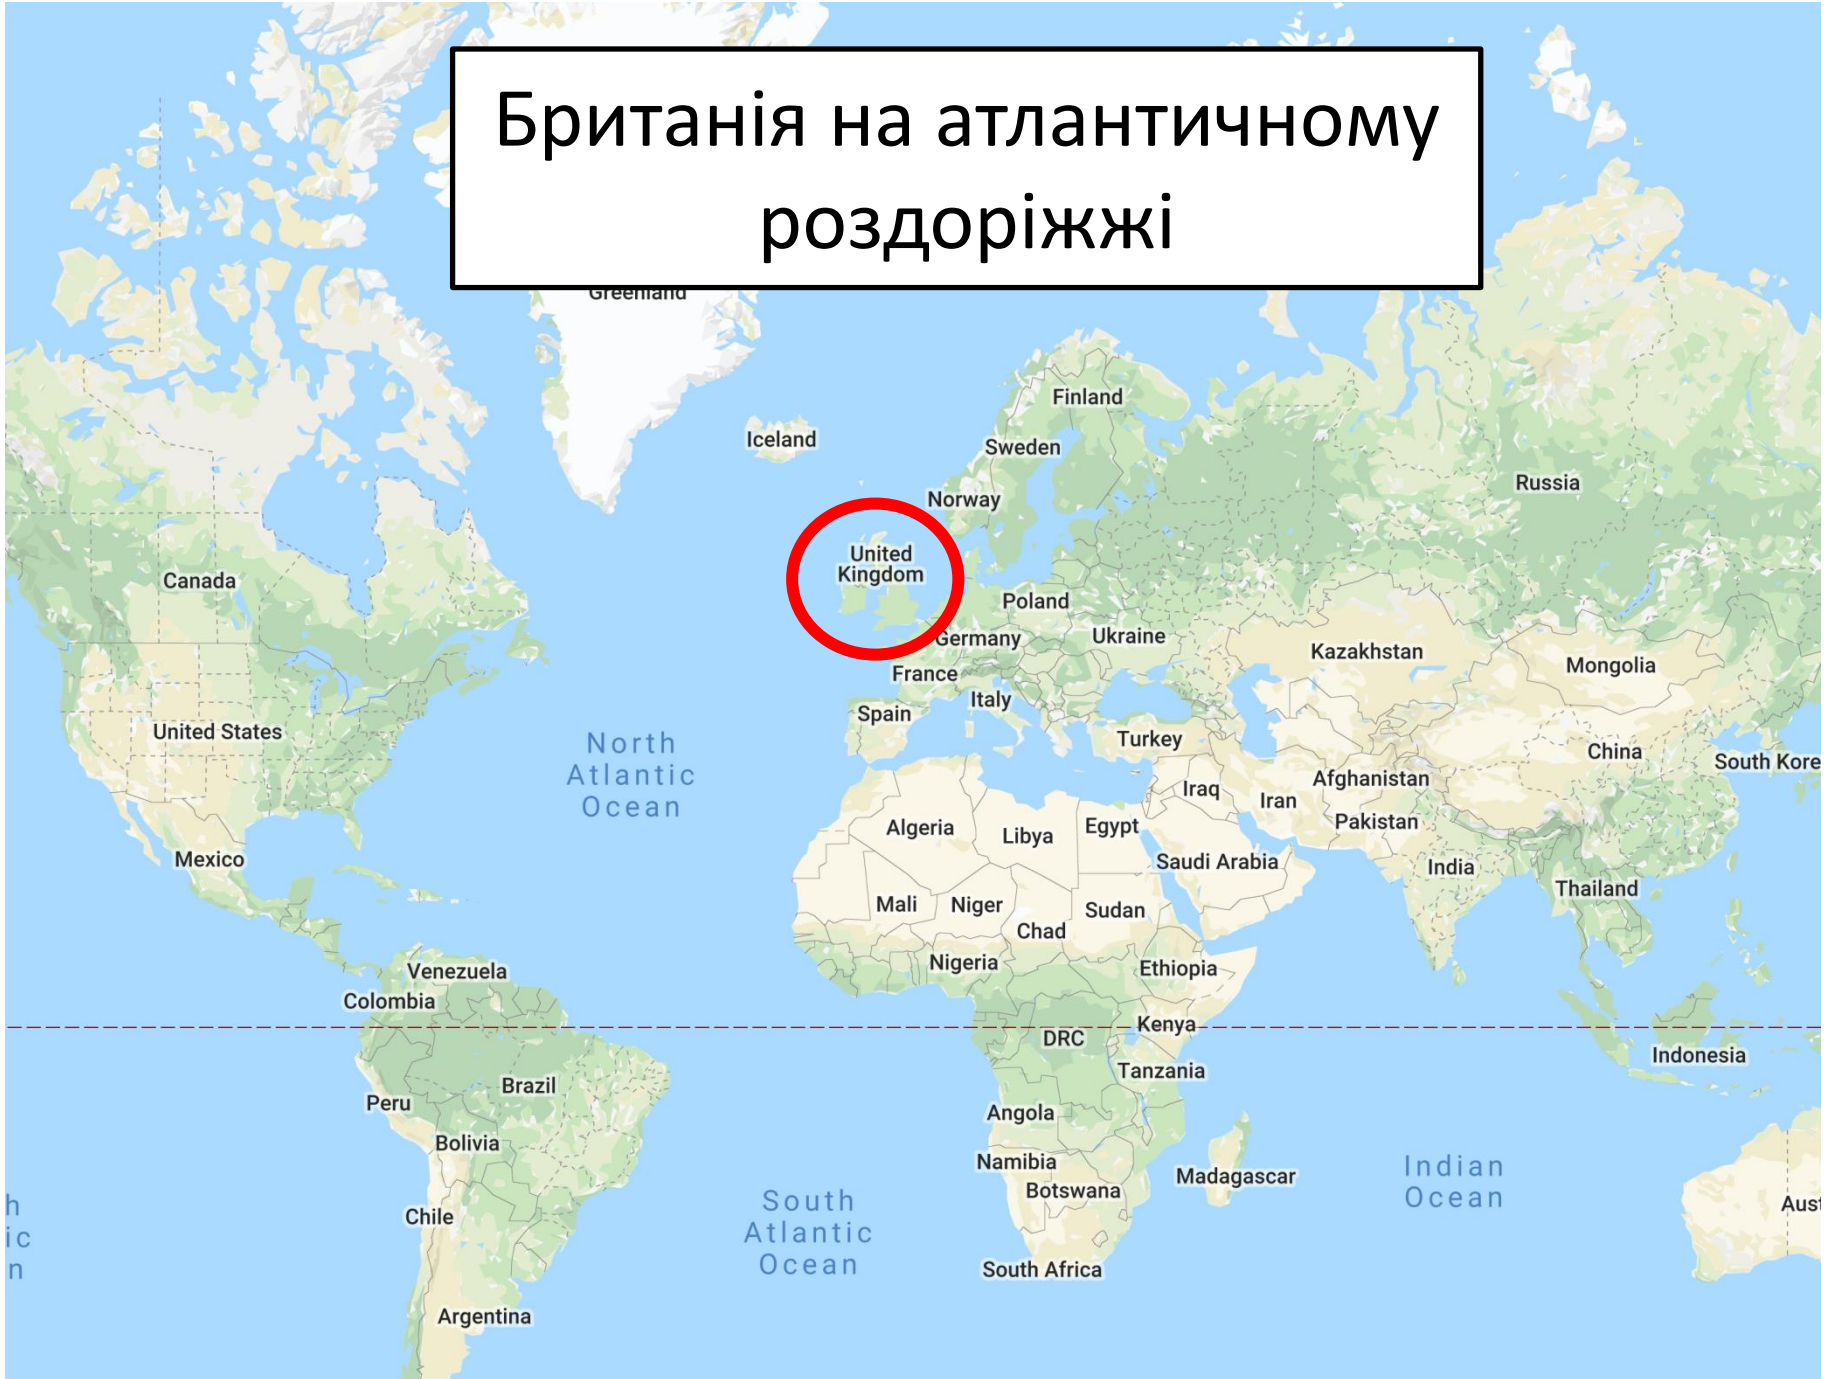 Британія на атлантичному
роздоріжжі
Greenland
Finland
Iceland
Sweden
Russia
Norway
United
Kingdom
Canada
Poland
Germany
Ukraine
Kazakhstan
Mongolia
France
Italy
Spain
United States
North
Atlantic
Ocean
Turkey
China
South Kore
Iraq
Iran
Afghanistan
Pakistan
Algeria
Libya
Egypt
Mexico
Saudi Arabia
India
Thailand
Mali
Niger
Sudan
Chad
Nigeria
Ethiopia
Venezuela
Colombia
DRC
Kenya
Indonesia
Tanzania
Brazil
Peru
Angola
Bolivia
Namibia
Botswana
Madagascar
Indian
Ocean
South
Atlantic
Ocean
Chile
Aust
h
ic
n
South Africa
Argentina